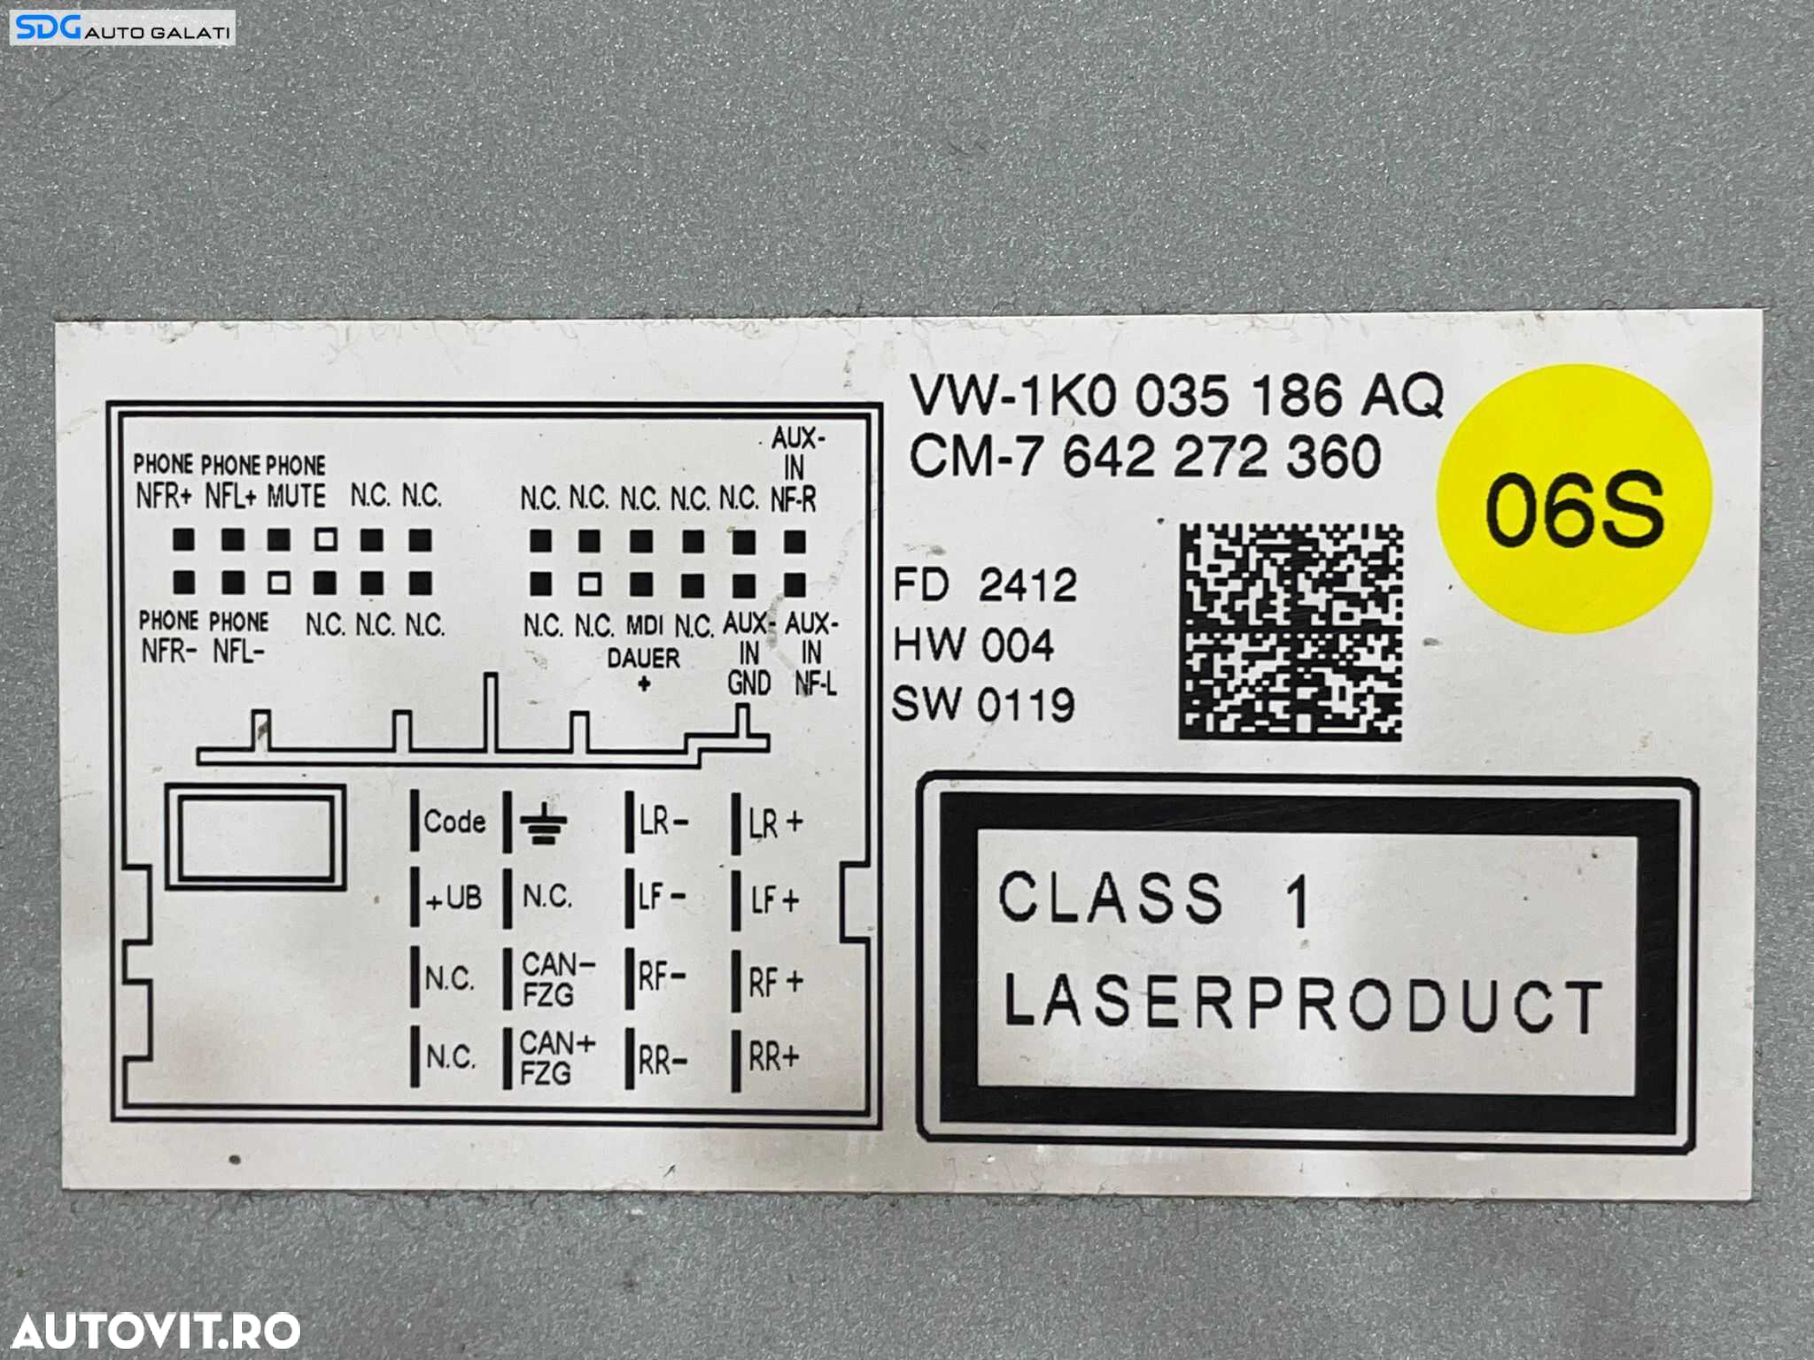 SDG AUTO GALATI
VW-1K0 035 186 AQ
CM-7 642 272 360
06S
FD 2412
HW 004
SW 0119
CLASS 1
LASERPRODUCT
AUX-
PHONE PHONE PHONE IN
NFR+ NFL+ MUTE N.C. N.C. N.C. N.C. N.C. N.C. N.C. NF-R
PHONE PHONE N.C. N.C. N.C. N.C. N.C. MDI N.C. AUX- AUX-
NFR- NFL- DAUER IN IN
+ GND NF-L
Code LR- LR+
+UB N.C. LF- LF+
N.C. CAN- RF- RF+
FZG
N.C. CAN+ RR- RR+
FZG
AUTOVIT.RO